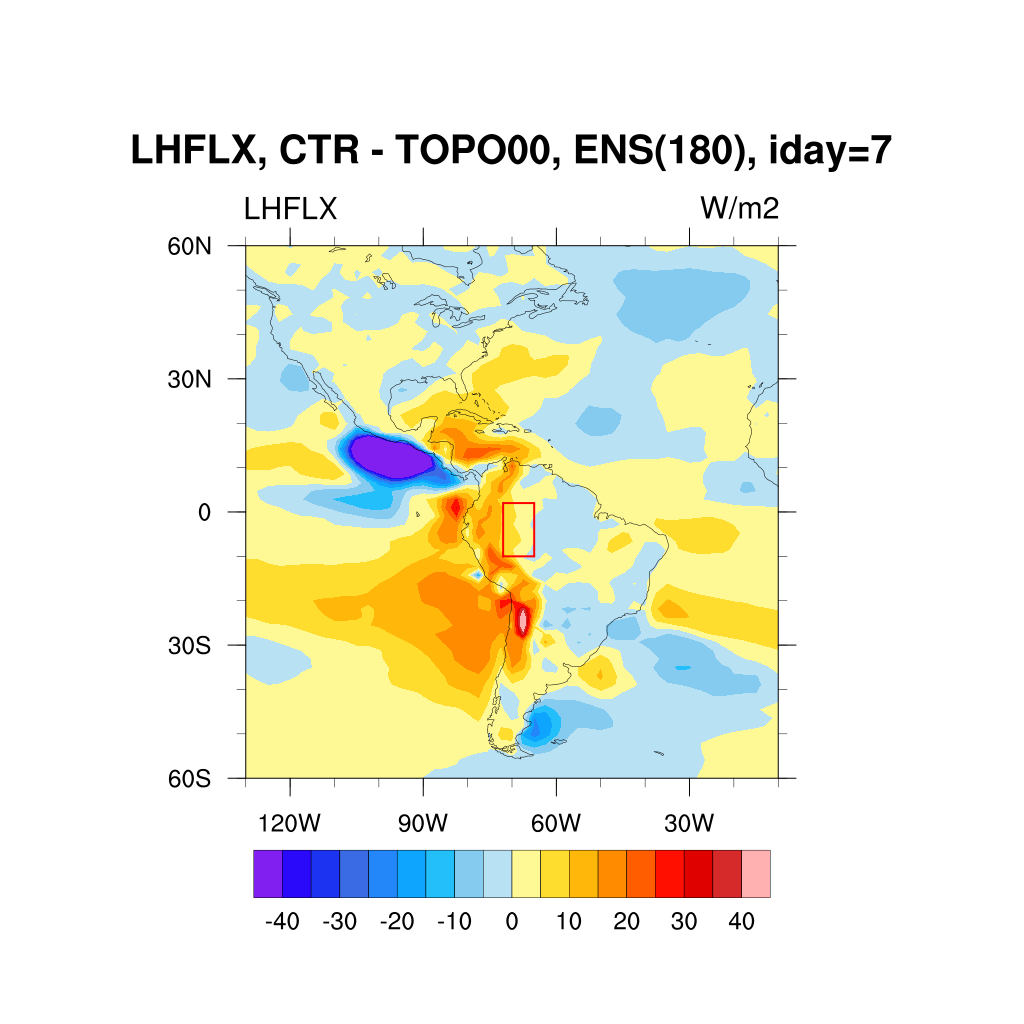 LHFLX, CTR - TOPO00, ENS(180), iday=7
LHFLX W/m2
60N
30N
0
30S
60S
120W 90W 60W 30W
-40 -30 -20 -10 0 10 20 30 40